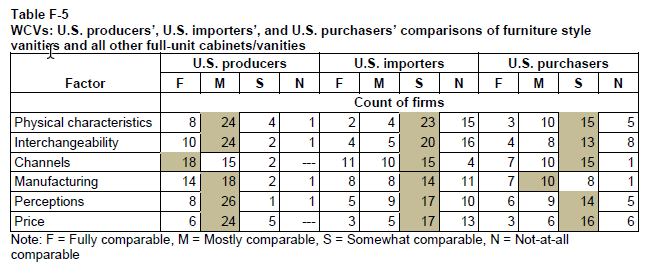 Table F-5
WCVs: U.S. producers’, U.S. importers’, and U.S. purchasers’ comparisons of furniture style
vanities and all other full-unit cabinets/vanities
Factor U.S. producers U.S. importers U.S. purchasers
F M S N F M S N F M S N
Count of firms
Physical characteristics 8 24 4 1 2 4 23 15 3 10 15 5
Interchangeability 10 24 2 1 4 5 20 16 4 8 13 8
Channels 18 15 2 --- 11 10 15 4 7 10 15 1
Manufacturing 14 18 2 1 8 8 14 11 7 10 8 1
Perceptions 8 26 1 1 5 9 17 10 6 9 14 5
Price 6 24 5 --- 3 5 17 13 3 6 16 6
Note: F = Fully comparable, M = Mostly comparable, S = Somewhat comparable, N = Not-at-all
comparable